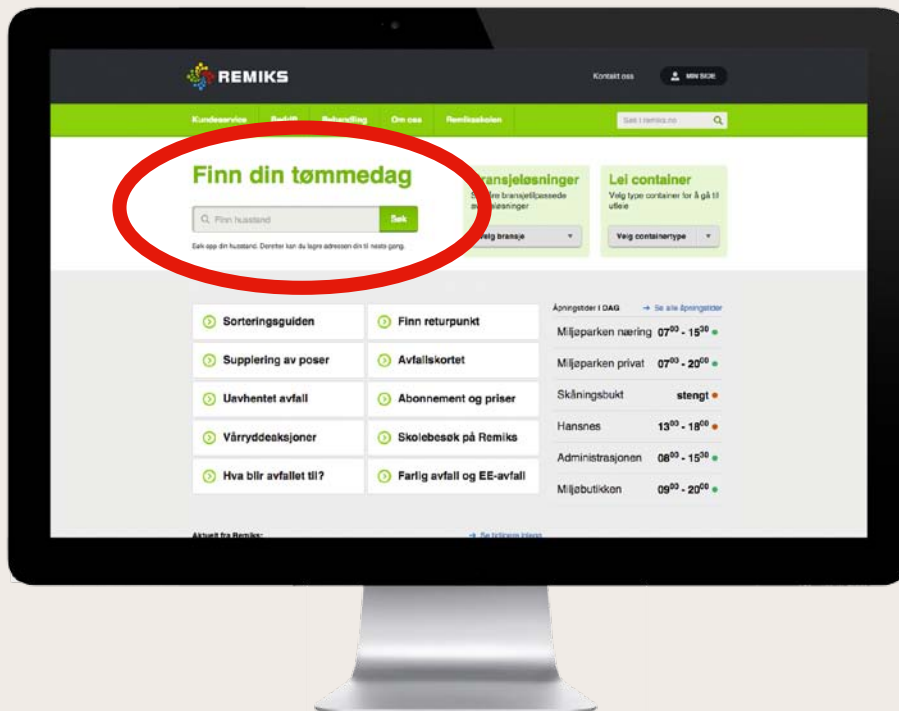 REMIKS
Kontakt oss
MIN SIDE
Kundeservice Bedrift Behandling Om oss Remiksskolen
Søk i remiks.no
Finn din tømmedag
Finn husstand
Søk
Søk opp din husstand. Deretter kan du lagre adressen din til neste gang.
Bransjeløsninger
Velg bransje
Lei container
Velg type container for å gå til
utleie
Velg containertype
Sorteringsguiden
Finn returpunkt
Supplering av poser
Avfallskortet
Uavhentet avfall
Abonnement og priser
Vårryddeaksjoner
Skolebesøk på Remiks
Hva blir avfallet til?
Farlig avfall og EE-avfall
Åpningstider I DAG → Se alle åpningstider
Miljøparken næring 07⁰⁰ - 15³⁰
Miljøparken privat 07⁰⁰ - 20⁰⁰
Skåningsbukt stengt
Hansnes 13⁰⁰ - 18⁰⁰
Administrasjonen 08⁰⁰ - 15³⁰
Miljøbutikken 09⁰⁰ - 20⁰⁰
Aktuelt fra Remiks: